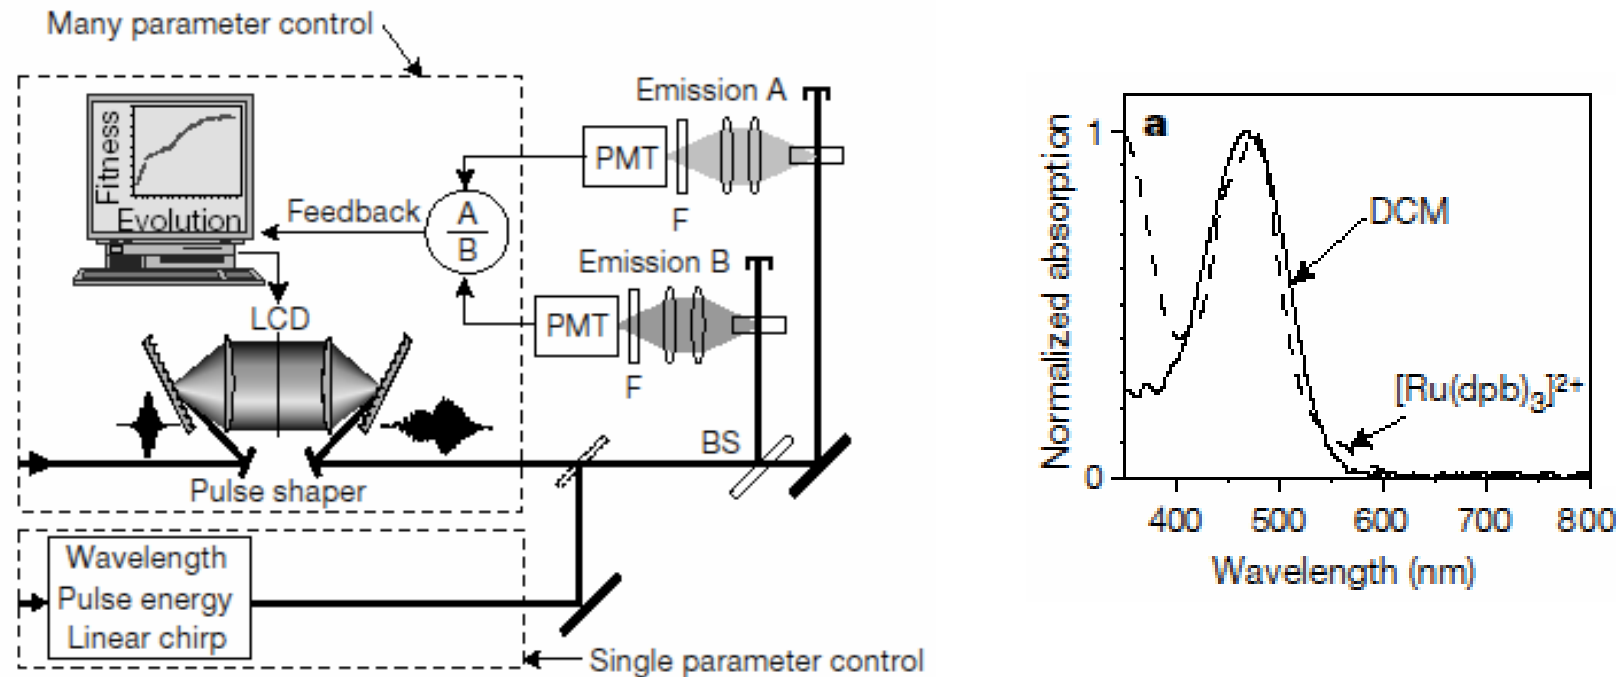 Many parameter control
Fitness
Evolution
Feedback
A
B
LCD
Pulse shaper
Emission A
PMT
F
Emission B
PMT
F
BS
Wavelength
Pulse energy
Linear chirp
Single parameter control
a
Normalized absorption
1
0
DCM
[Ru(dpb)₃]²⁺
400 500 600 700 800
Wavelength (nm)